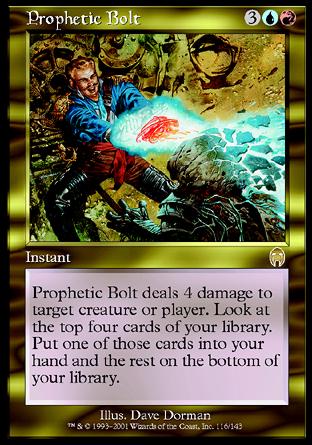 Prophetic Bolt 3
Instant
Prophetic Bolt deals 4 damage to
target creature or player. Look at
the top four cards of your library.
Put one of those cards into your
hand and the rest on the bottom of
your library.
Illus. Dave Dorman
™ & © 1993–2001 Wizards of the Coast, Inc. 116/143